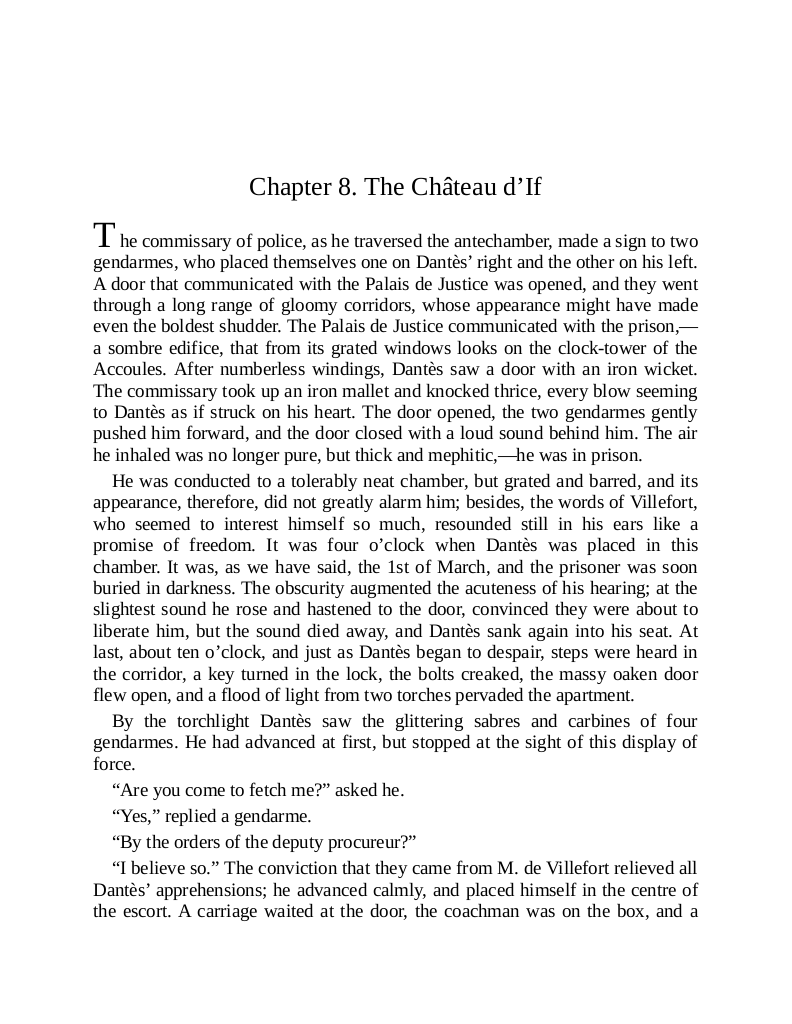 Chapter 8. The Château d’If
The commissary of police, as he traversed the antechamber, made a sign to two
gendarmes, who placed themselves one on Dantès’ right and the other on his left.
A door that communicated with the Palais de Justice was opened, and they went
through a long range of gloomy corridors, whose appearance might have made
even the boldest shudder. The Palais de Justice communicated with the prison,—
a sombre edifice, that from its grated windows looks on the clock-tower of the
Accoules. After numberless windings, Dantès saw a door with an iron wicket.
The commissary took up an iron mallet and knocked thrice, every blow seeming
to Dantès as if struck on his heart. The door opened, the two gendarmes gently
pushed him forward, and the door closed with a loud sound behind him. The air
he inhaled was no longer pure, but thick and mephitic,—he was in prison.
He was conducted to a tolerably neat chamber, but grated and barred, and its
appearance, therefore, did not greatly alarm him; besides, the words of Villefort,
who seemed to interest himself so much, resounded still in his ears like a
promise of freedom. It was four o’clock when Dantès was placed in this
chamber. It was, as we have said, the 1st of March, and the prisoner was soon
buried in darkness. The obscurity augmented the acuteness of his hearing; at the
slightest sound he rose and hastened to the door, convinced they were about to
liberate him, but the sound died away, and Dantès sank again into his seat. At
last, about ten o’clock, and just as Dantès began to despair, steps were heard in
the corridor, a key turned in the lock, the bolts creaked, the massy oaken door
flew open, and a flood of light from two torches pervaded the apartment.
By the torchlight Dantès saw the glittering sabres and carbines of four
gendarmes. He had advanced at first, but stopped at the sight of this display of
force.
“Are you come to fetch me?” asked he.
“Yes,” replied a gendarme.
“By the orders of the deputy procureur?”
“I believe so.” The conviction that they came from M. de Villefort relieved all
Dantès’ apprehensions; he advanced calmly, and placed himself in the centre of
the escort. A carriage waited at the door, the coachman was on the box, and a